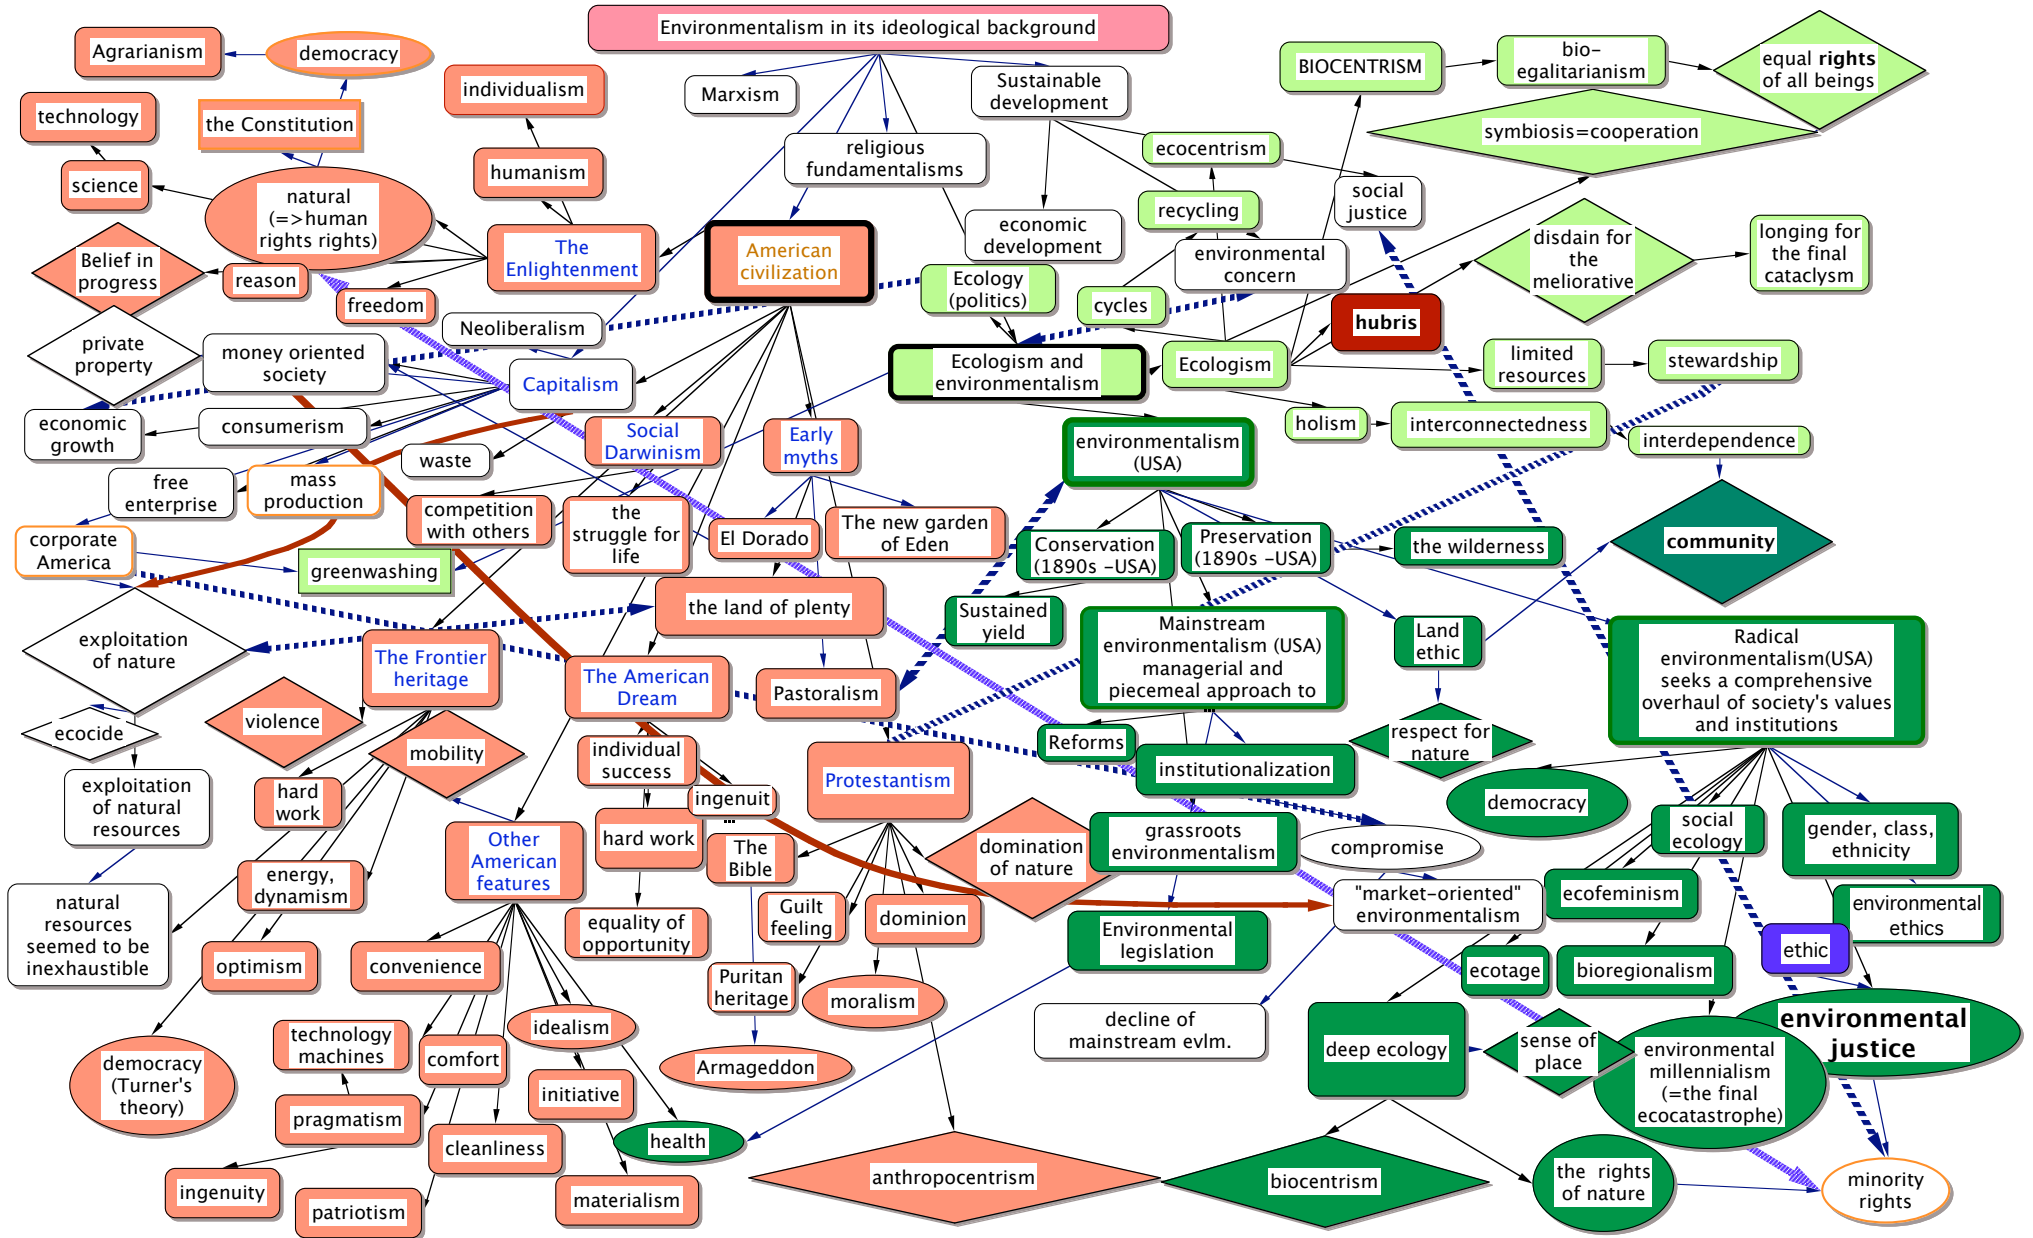 Environmentalism in its ideological background
Agrarianism
democracy
individualism
Marxism
Sustainable
development
BIOCENTRISM
bio-
egalitarianism
equal rights
of all beings
technology
the Constitution
religious
fundamentalisms
ecocentrism
symbiosis=cooperation
science
natural
(=>human
rights rights)
humanism
recycling
social
justice
economic
development
The
Enlightenment
American
civilization
environmental
concern
disdain for
the
meliorative
longing for
the final
cataclysm
Belief in
progress
reason
freedom
Ecology
(politics)
cycles
hubris
Neoliberalism
private
property
money oriented
society
Capitalism
Ecologism and
environmentalism
Ecologism
limited
resources
stewardship
economic
growth
consumerism
Social
Darwinism
Early
myths
environmentalism
(USA)
holism
interconnectedness
interdependence
waste
free
enterprise
mass
production
competition
with others
the
struggle for
life
El Dorado
The new garden
of Eden
Conservation
(1890s -USA)
Preservation
(1890s -USA)
the wilderness
community
corporate
America
greenwashing
the land of plenty
Sustained
yield
Mainstream
environmentalism (USA)
managerial and
piecemeal approach to
Land
ethic
Radical
environmentalism(USA)
seeks a comprehensive
overhaul of society's values
and institutions
exploitation
of nature
The Frontier
heritage
The American
Dream
Pastoralism
violence
mobility
ecocide
individual
success
Protestantism
Reforms
institutionalization
respect for
nature
exploitation
of natural
resources
hard
work
ingenuit
hard work
democracy
social
ecology
gender, class,
ethnicity
Other
American
features
The
Bible
domination
of nature
grassroots
environmentalism
compromise
energy,
dynamism
"market-oriented"
environmentalism
ecofeminism
environmental
ethics
natural
resources
seemed to be
inexhaustible
equality of
opportunity
Guilt
feeling
dominion
Environmental
legislation
ethic
optimism
convenience
Puritan
heritage
moralism
ecotage
bioregionalism
idealism
decline of
mainstream evlm.
environmental
justice
technology
machines
comfort
deep ecology
sense of
place
environmental
millennialism
(=the final
ecocatastrophe)
democracy
(Turner's
theory)
Armageddon
initiative
pragmatism
cleanliness
health
ingenuity
patriotism
materialism
anthropocentrism
biocentrism
the rights
of nature
minority
rights